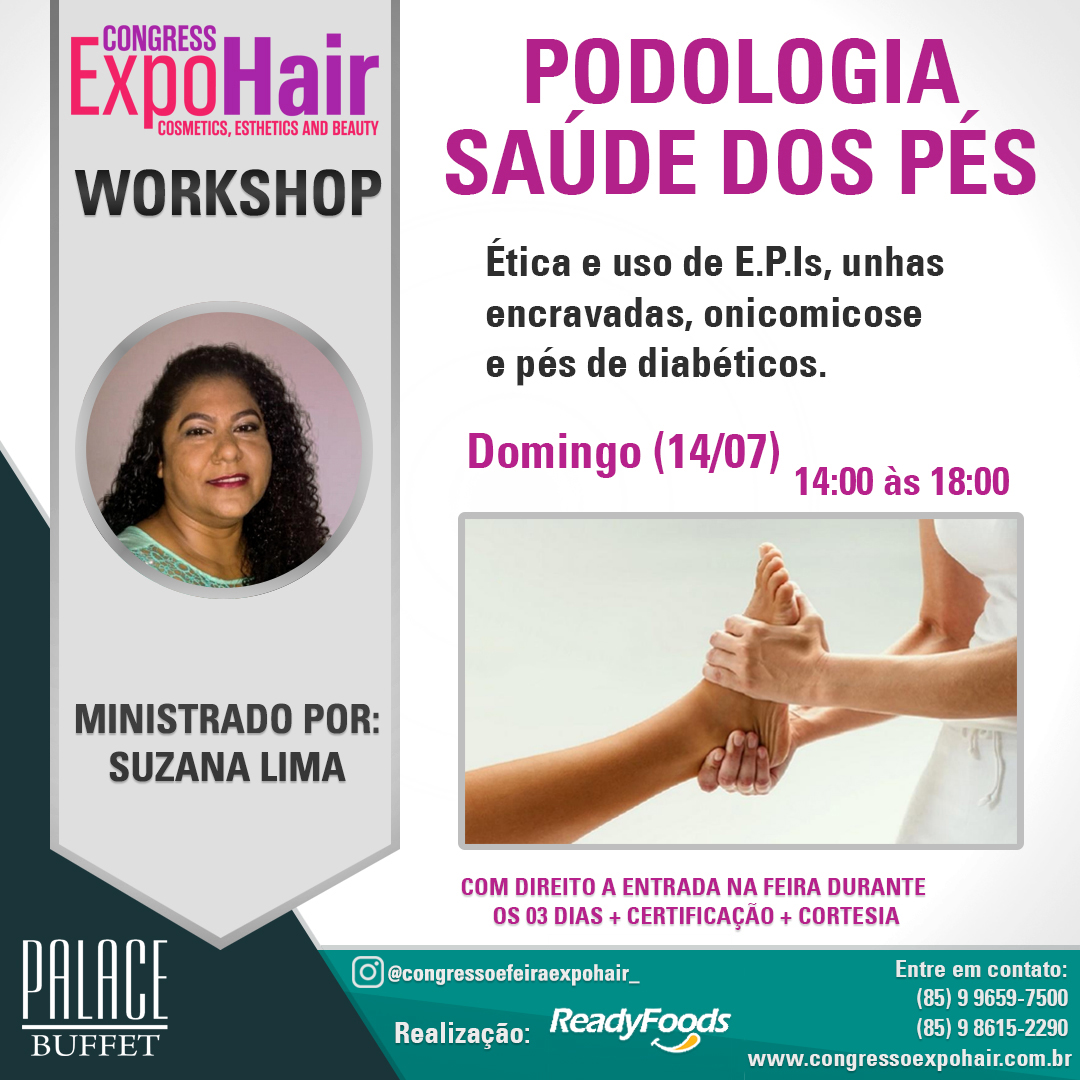 CONGRESS
ExpoHair
COSMETICS, ESTHETICS AND BEAUTY
WORKSHOP
MINISTRADO POR:
SUZANA LIMA
PODOLOGIA
SAÚDE DOS PÉS
Ética e uso de E.P.Is, unhas
encravadas, onicomicose
e pés de diabéticos.
Domingo (14/07)
14:00 às 18:00
COM DIREITO A ENTRADA NA FEIRA DURANTE
OS 03 DIAS + CERTIFICAÇÃO + CORTESIA
PALACE
BUFFET
@congressoefeiraexpohair_
Realização: ReadyFoods
Entre em contato:
(85) 9 9659-7500
(85) 9 8615-2290
www.congressoexpohair.com.br